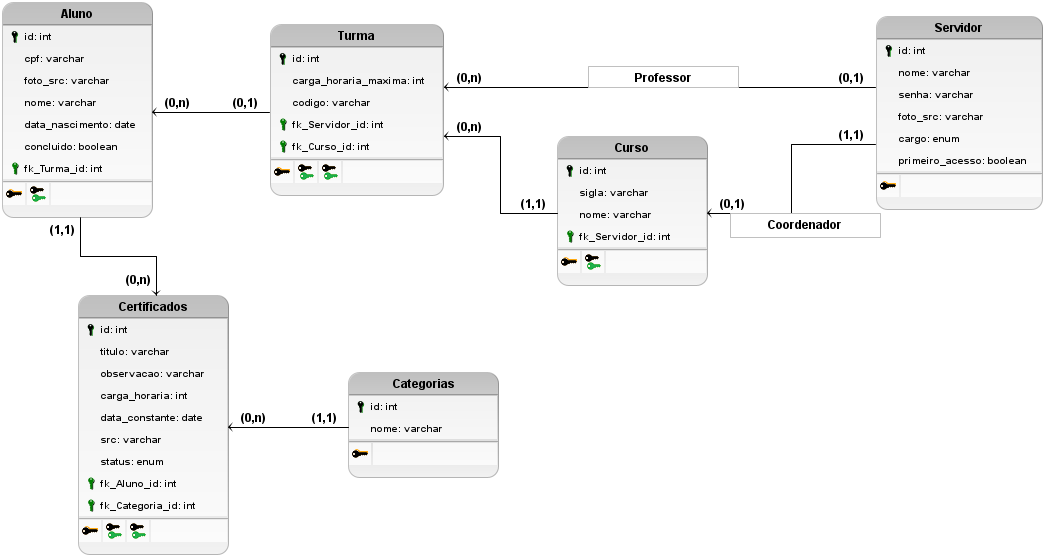 Aluno
id: int
cpf: varchar
foto_src: varchar
nome: varchar
data_nascimento: date
concluido: boolean
fk_Turma_id: int
(0,n)
(0,1)
Turma
id: int
carga_horaria_maxima: int
codigo: varchar
fk_Servidor_id: int
fk_Curso_id: int
(0,n)
Professor
(0,1)
(0,n)
(1,1)
Servidor
id: int
nome: varchar
senha: varchar
foto_src: varchar
cargo: enum
primeiro_acesso: boolean
Curso
id: int
sigla: varchar
nome: varchar
fk_Servidor_id: int
(1,1)
(0,1)
Coordenador
(1,1)
(0,n)
Certificados
id: int
titulo: varchar
observacao: varchar
carga_horaria: int
data_constante: date
src: varchar
status: enum
fk_Aluno_id: int
fk_Categoria_id: int
(0,n)
(1,1)
Categorias
id: int
nome: varchar